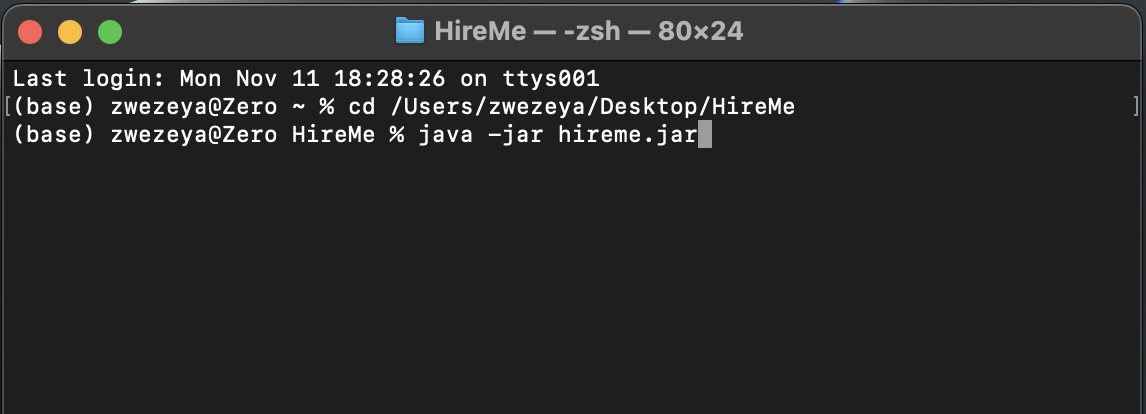 HireMe — -zsh — 80×24
Last login: Mon Nov 11 18:28:26 on ttys001
[(base) zwezeya@Zero ~ % cd /Users/zwezeya/Desktop/HireMe ]
(base) zwezeya@Zero HireMe % java -jar hireme.jar